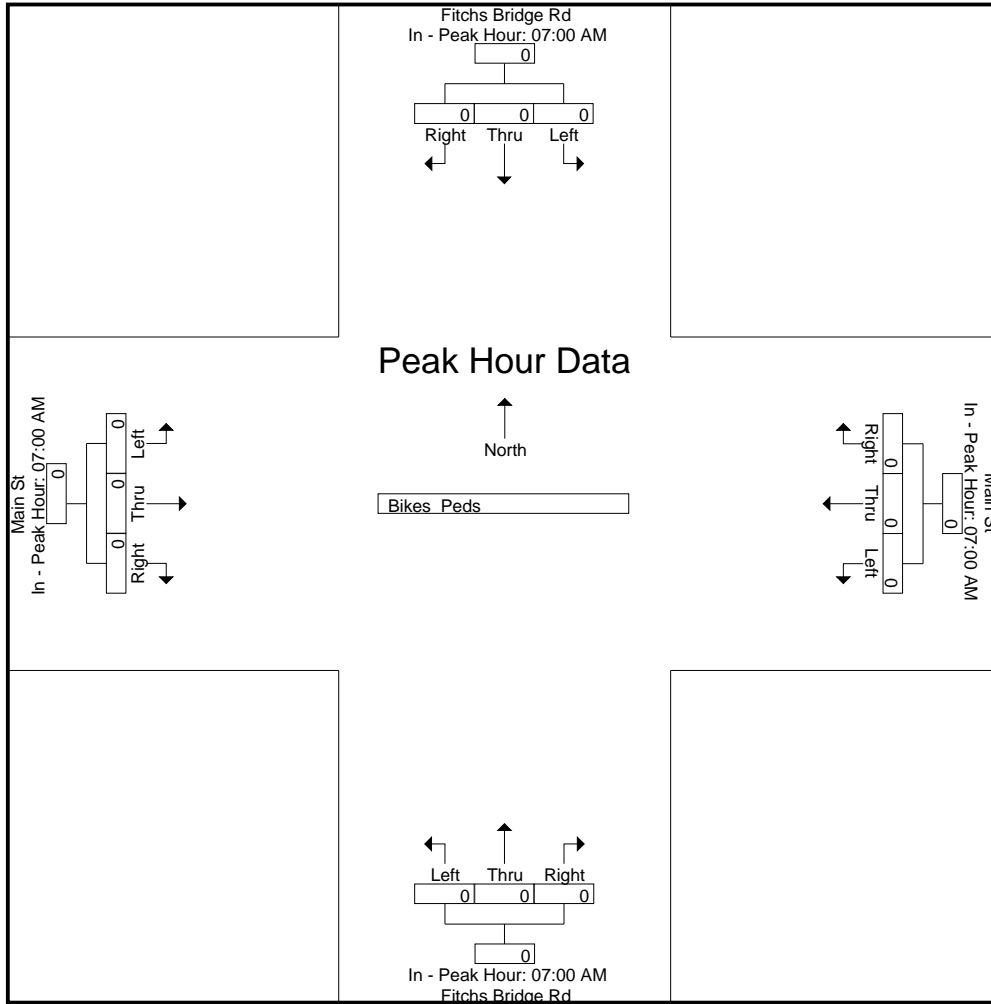 Fitchs Bridge Rd
In - Peak Hour: 07:00 AM
0
0 0 0
Right Thru Left
Peak Hour Data
North
Bikes Peds
Main St
In - Peak Hour: 07:00 AM
0
0 0 0
Left Thru Right
Main St
In - Peak Hour: 07:00 AM
0
0 0 0
Right Thru Left
Left Thru Right
0 0 0
0
In - Peak Hour: 07:00 AM
Fitchs Bridge Rd